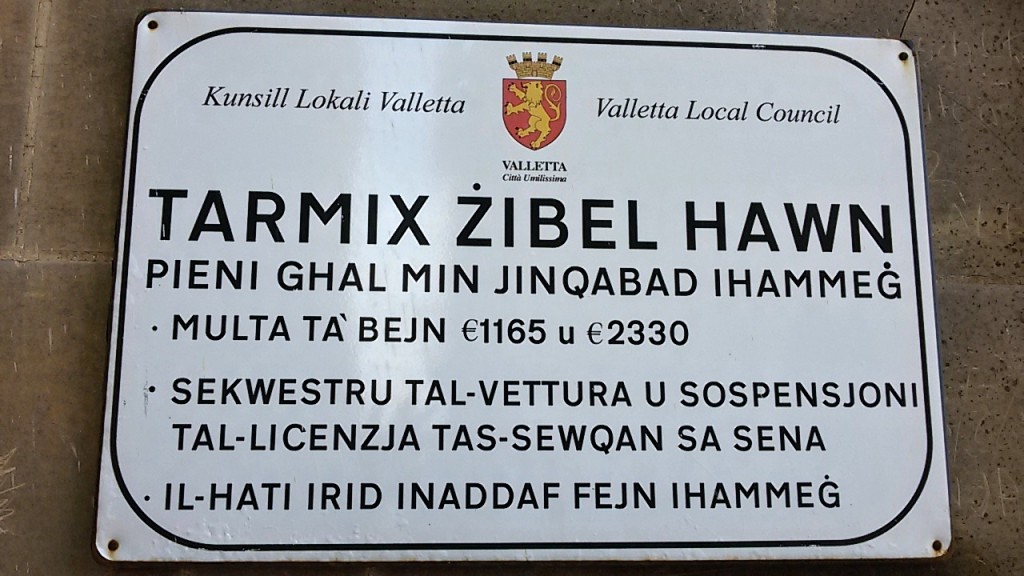 Kunsill Lokali Valletta
Valletta Local Council
VALLETTA
Città Umilissima
TARMIX ŻIBEL HAWN
PIENI GHAL MIN JINQABAD IHAMMEĠ
· MULTA TA` BEJN €1165 u €2330
· SEKWESTRU TAL-VETTURA U SOSPENSJONI
TAL-LICENZJA TAS-SEWQAN SA SENA
· IL-HATI IRID INADDAF FEJN IHAMMEĠ